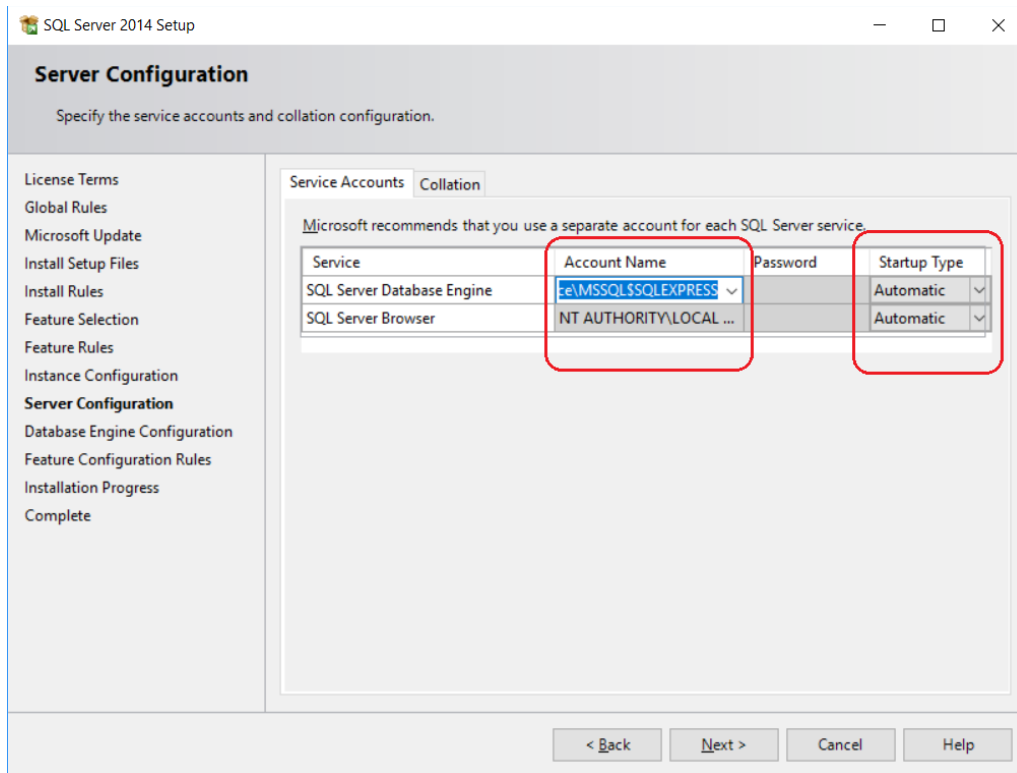 SQL Server 2014 Setup
Server Configuration
Specify the service accounts and collation configuration.
License Terms
Global Rules
Microsoft Update
Install Setup Files
Install Rules
Feature Selection
Feature Rules
Instance Configuration
Server Configuration
Database Engine Configuration
Feature Configuration Rules
Installation Progress
Complete
Service Accounts Collation
Microsoft recommends that you use a separate account for each SQL Server service.
Service Account Name Password Startup Type
SQL Server Database Engine ce\MSSQL$SQLEXPRESS Automatic
SQL Server Browser NT AUTHORITY\LOCAL ... Automatic
< Back Next > Cancel Help